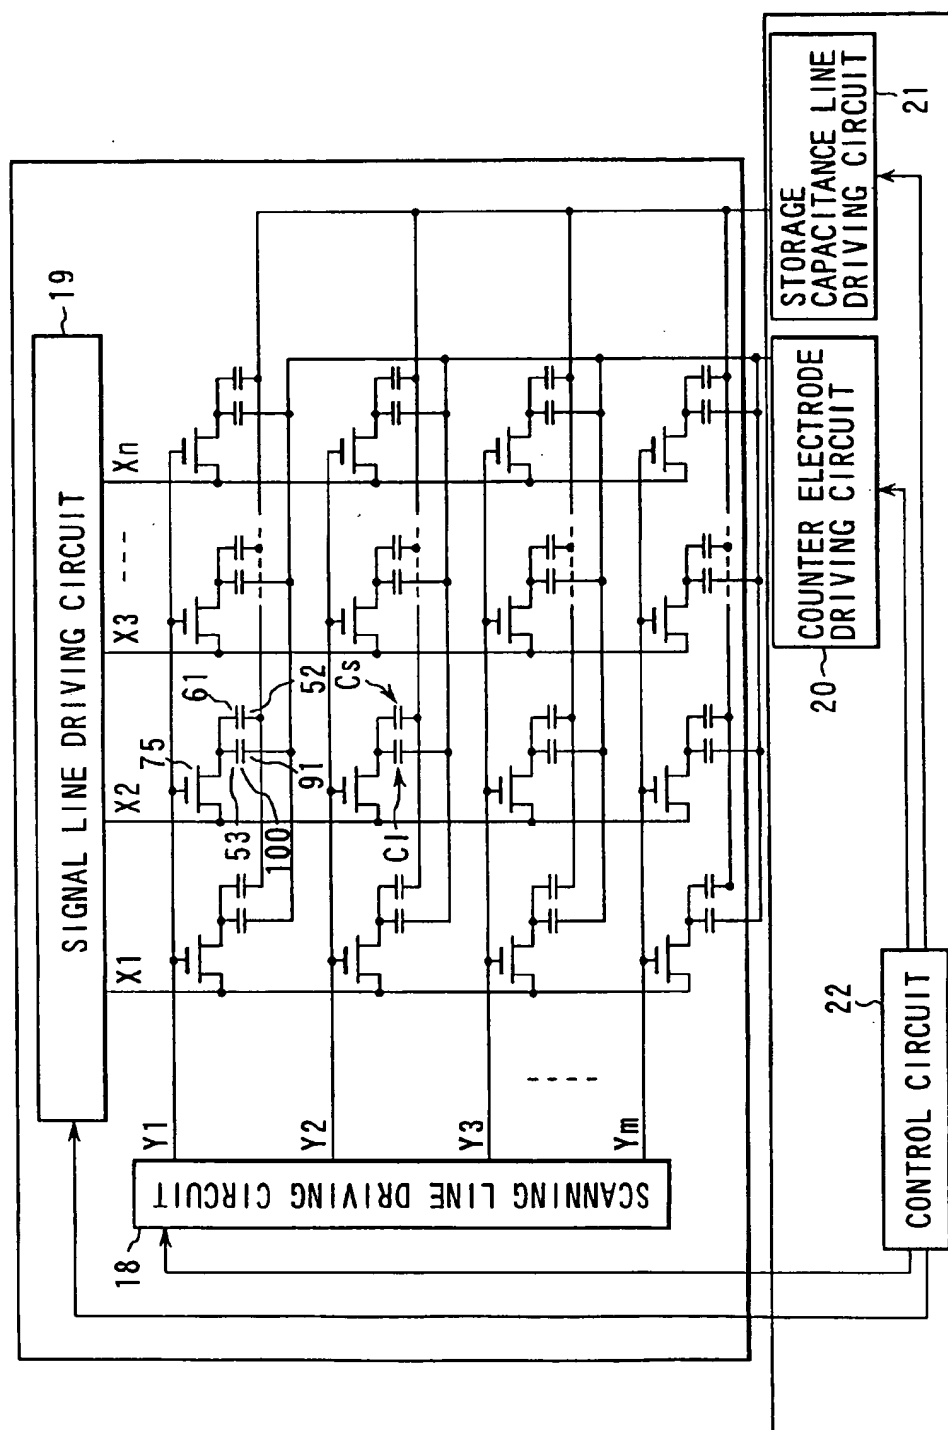 SIGNAL LINE DRIVING CIRCUIT
19
X1
X2
X3
Xn
75
61
52
53
100
91
Cs
Cl
Y1
Y2
Y3
Ym
SCANNING LINE DRIVING CIRCUIT
18
STORAGE
CAPACITANCE LINE
DRIVING CIRCUIT
21
COUNTER ELECTRODE
DRIVING CIRCUIT
20
CONTROL CIRCUIT
22